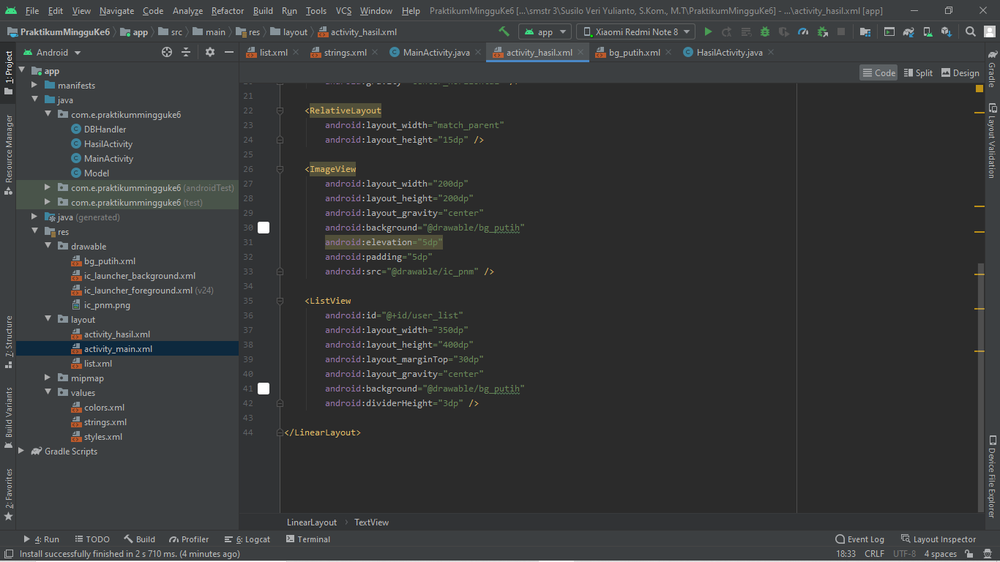 File Edit View Navigate Code Analyze Refactor Build Run Tools VCS Window Help PraktikumMingguKe6 [...\smstr 3\Susilo Veri Yulianto, S.Kom., M.T\PraktikumMingguKe6] - ...\activity_hasil.xml [app]
PraktikumMingguKe6 app src main res layout activity_hasil.xml app Xiaomi Redmi Note 8
Android list.xml strings.xml MainActivity.java activity_hasil.xml bg_putih.xml HasilActivity.java
Code Split Design
1: Project
Resource Manager
7: Structure
Build Variants
2: Favorites
app
manifests
java
com.e.praktikummingguke6
DBHandler
HasilActivity
MainActivity
Model
com.e.praktikummingguke6 (androidTest)
com.e.praktikummingguke6 (test)
java (generated)
res
drawable
bg_putih.xml
ic_launcher_background.xml
ic_launcher_foreground.xml (v24)
ic_pnm.png
layout
activity_hasil.xml
activity_main.xml
list.xml
mipmap
values
colors.xml
strings.xml
styles.xml
Gradle Scripts
21
22 <RelativeLayout
23 android:layout_width="match_parent"
24 android:layout_height="15dp" />
25
26 <ImageView
27 android:layout_width="200dp"
28 android:layout_height="200dp"
29 android:layout_gravity="center"
30 android:background="@drawable/bg_putih"
31 android:elevation="5dp"
32 android:padding="5dp"
33 android:src="@drawable/ic_pnm" />
34
35 <ListView
36 android:id="@+id/user_list"
37 android:layout_width="350dp"
38 android:layout_height="400dp"
39 android:layout_marginTop="30dp"
40 android:layout_gravity="center"
41 android:background="@drawable/bg_putih"
42 android:dividerHeight="3dp" />
43
44 </LinearLayout>
Gradle
Layout Validation
Device File Explorer
LinearLayout TextView
4: Run TODO Build Profiler 6: Logcat Terminal Event Log Layout Inspector
Install successfully finished in 2 s 710 ms. (4 minutes ago) 18:33 CRLF UTF-8 4 spaces